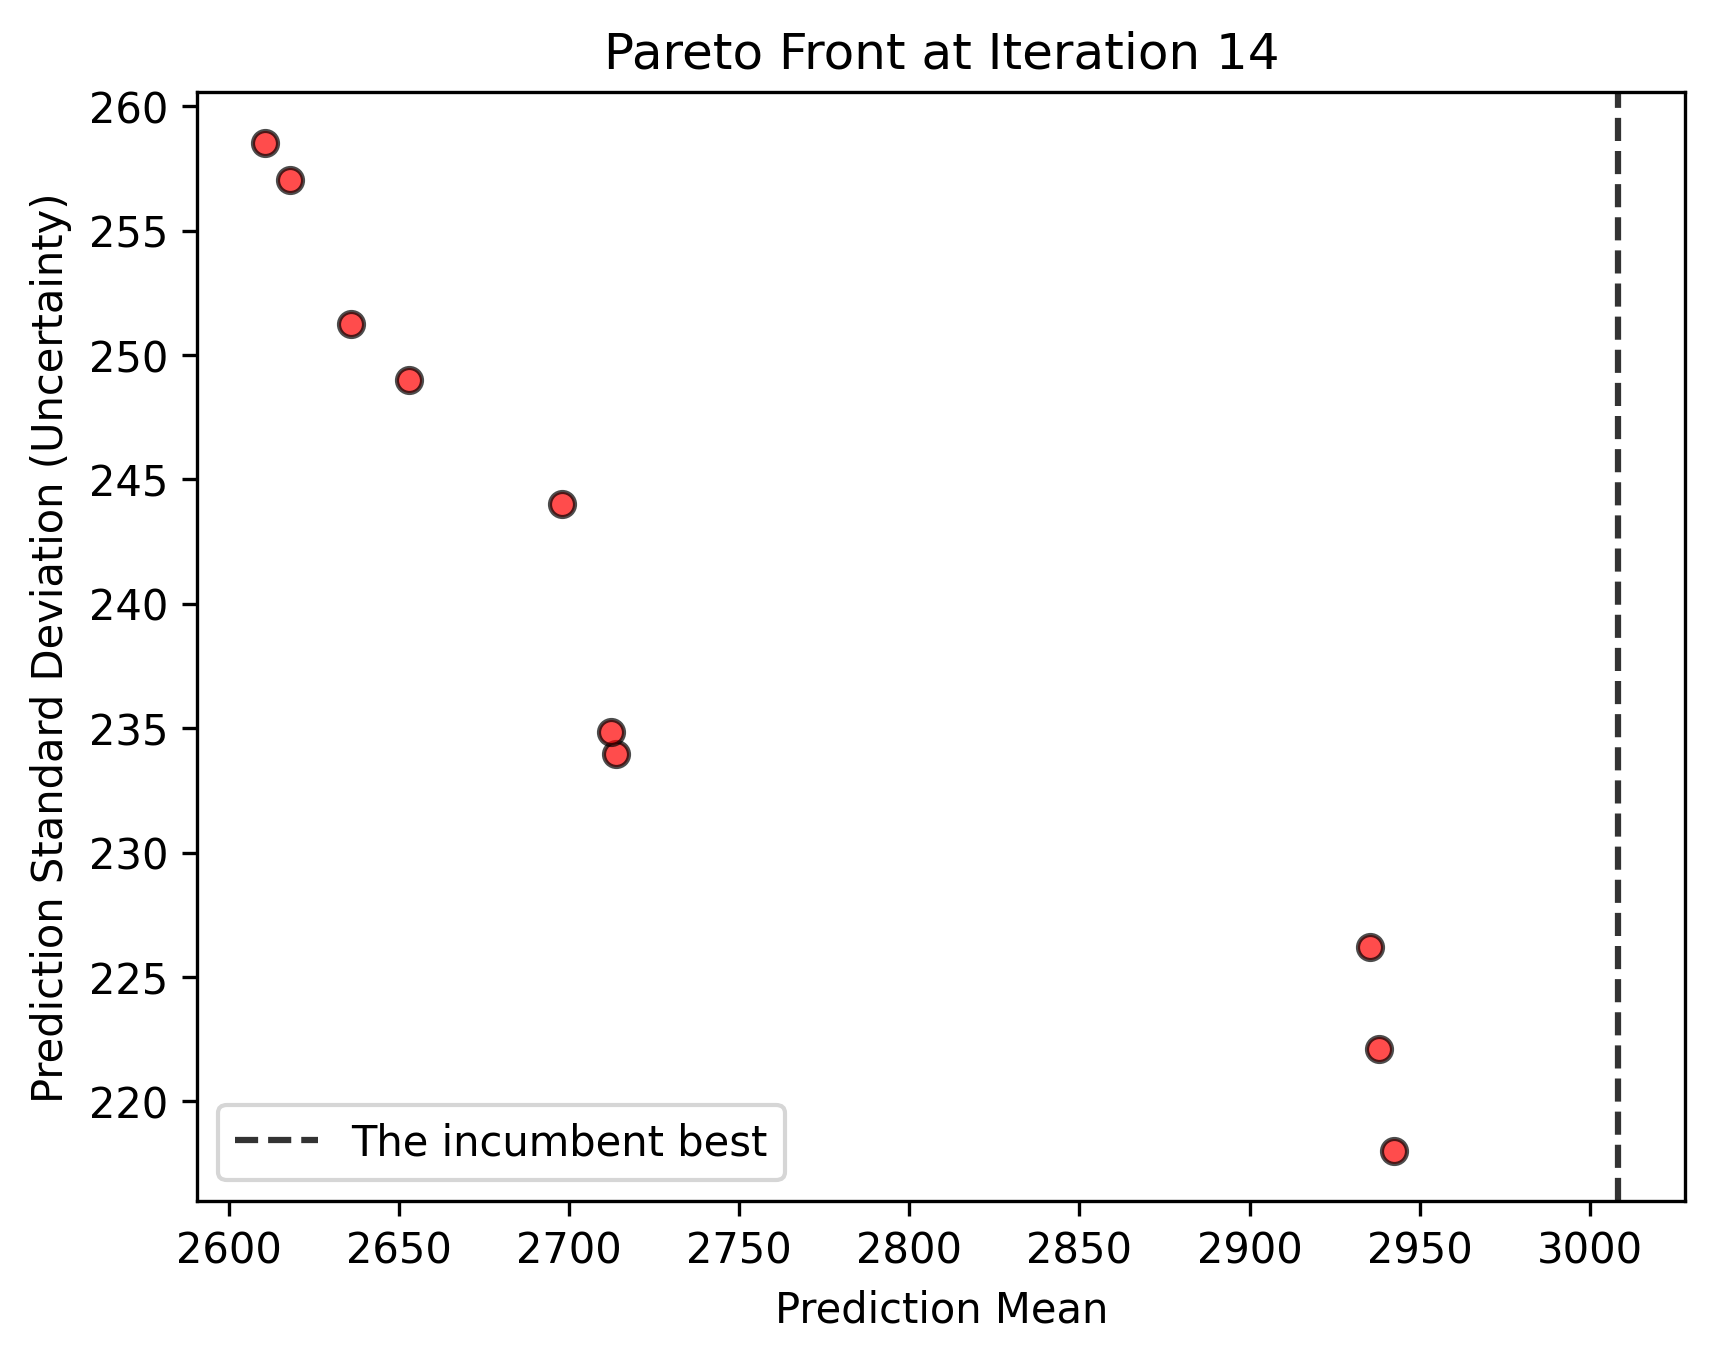 Pareto Front at Iteration 14
Prediction Standard Deviation (Uncertainty)
260
255
250
245
240
235
230
225
220
The incumbent best
2600 2650 2700 2750 2800 2850 2900 2950 3000
Prediction Mean